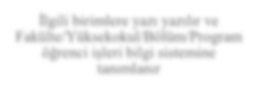 İlgili birimlere yazı yazılır ve
Fakülte/Yüksekokul/Bölüm/Program
öğrenci işleri bilgi sistemine
tanımlanır